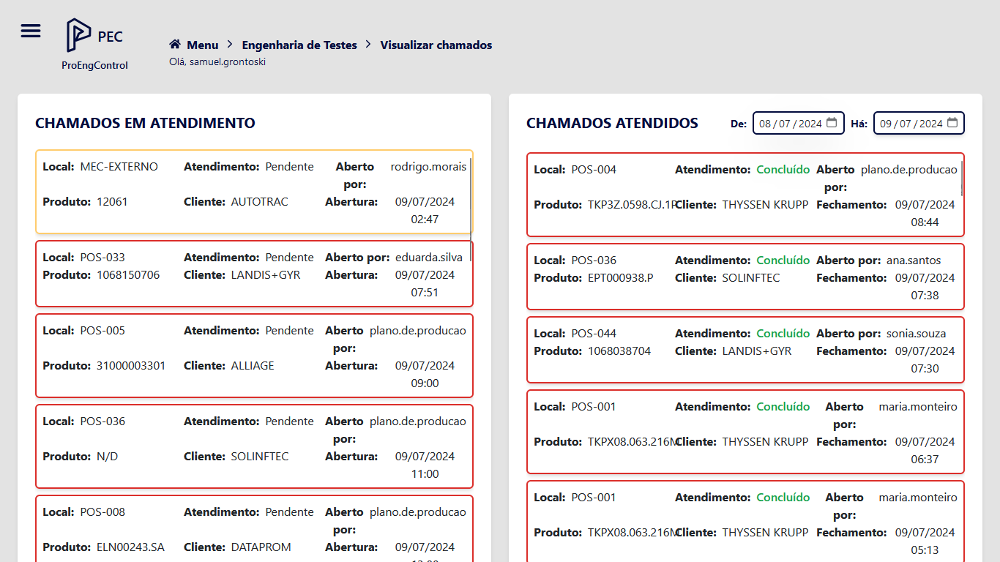 PEC
ProEngControl
Menu > Engenharia de Testes > Visualizar chamados
Olá, samuel.grontoski
CHAMADOS EM ATENDIMENTO
Local: MEC-EXTERNO Atendimento: Pendente Aberto por: rodrigo.morais
Produto: 12061 Cliente: AUTOTRAC Abertura: 09/07/2024 02:47
Local: POS-033 Atendimento: Pendente Aberto por: eduarda.silva
Produto: 1068150706 Cliente: LANDIS+GYR Abertura: 09/07/2024 07:51
Local: POS-005 Atendimento: Pendente Aberto por: plano.de.producao
Produto: 31000003301 Cliente: ALLIAGE Abertura: 09/07/2024 09:00
Local: POS-036 Atendimento: Pendente Aberto por: plano.de.producao
Produto: N/D Cliente: SOLINFTEC Abertura: 09/07/2024 11:00
Local: POS-008 Atendimento: Pendente Aberto por: plano.de.producao
Produto: ELN00243.SA Cliente: DATAPROM Abertura: 09/07/2024
CHAMADOS ATENDIDOS De: 08/07/2024 Há: 09/07/2024
Local: POS-004 Atendimento: Concluído Aberto por: plano.de.producao
Produto: TKP3Z.0598.CJ.1P Cliente: THYSSEN KRUPP Fechamento: 09/07/2024 08:44
Local: POS-036 Atendimento: Concluído Aberto por: ana.santos
Produto: EPT000938.P Cliente: SOLINFTEC Fechamento: 09/07/2024 07:38
Local: POS-044 Atendimento: Concluído Aberto por: sonia.souza
Produto: 1068038704 Cliente: LANDIS+GYR Fechamento: 09/07/2024 07:30
Local: POS-001 Atendimento: Concluído Aberto por: maria.monteiro
Produto: TKPX08.063.216M Cliente: THYSSEN KRUPP Fechamento: 09/07/2024 06:37
Local: POS-001 Atendimento: Concluído Aberto por: maria.monteiro
Produto: TKPX08.063.216M Cliente: THYSSEN KRUPP Fechamento: 09/07/2024 05:13